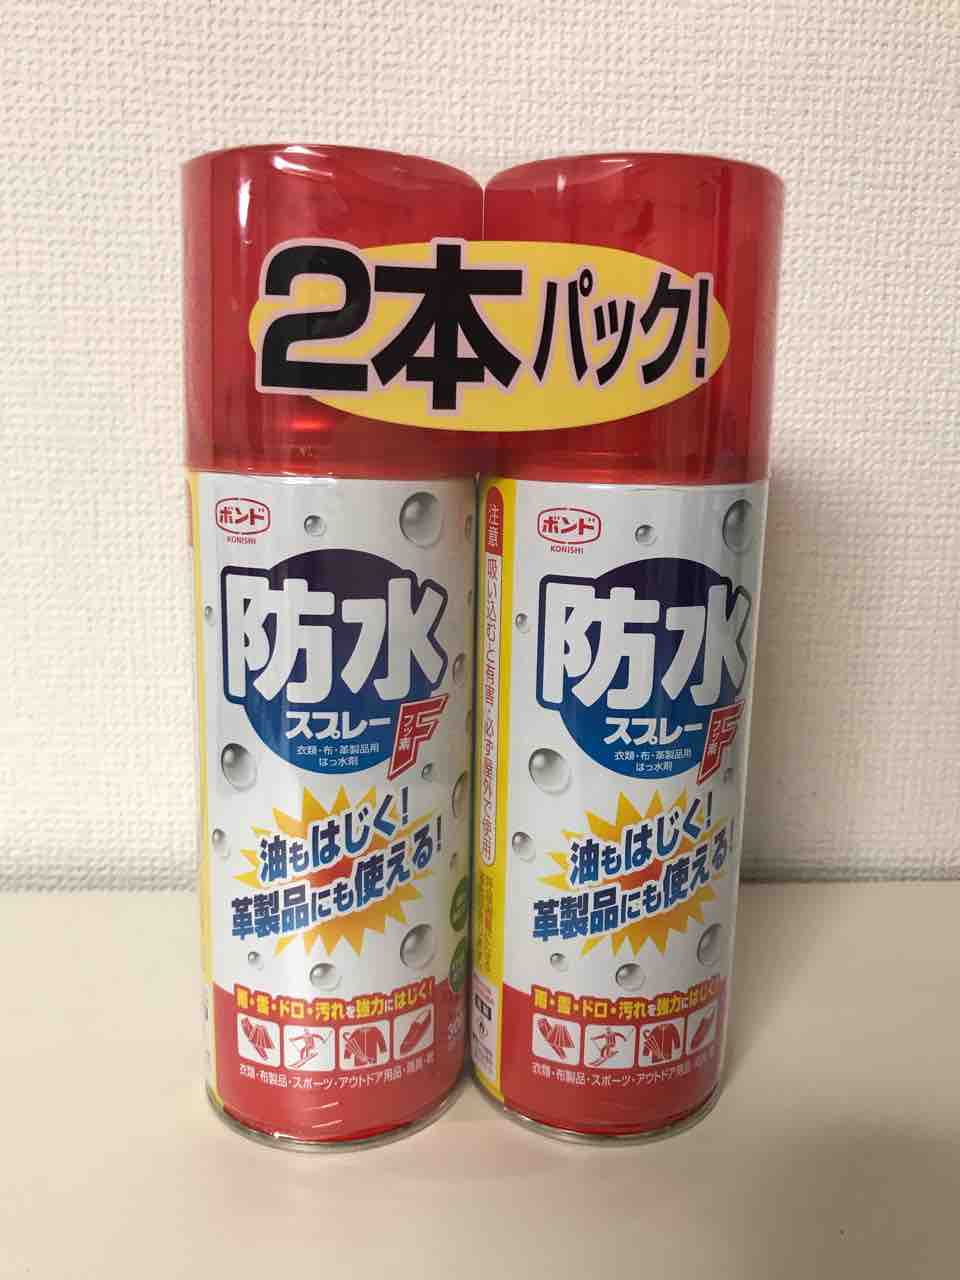 2本パック!
ボンド
KONISHI
防水
スプレー
フッ素
F
衣類・布・革製品用
はっ水剤
油もはじく!
革製品にも使える!
雨・雪・ドロ・汚れを強力にはじく!
衣類・布製品・スポーツ・アウトドア用品・雨具・靴
注意 吸い込むと有害・必ず屋外で使用
ボンド
KONISHI
防水
スプレー
フッ素
F
衣類・布・革製品用
はっ水剤
油もはじく!
革製品にも使える!
雨・雪・ドロ・汚れを強力にはじく!
衣類・布製品・スポーツ・アウトドア用品・雨具・靴